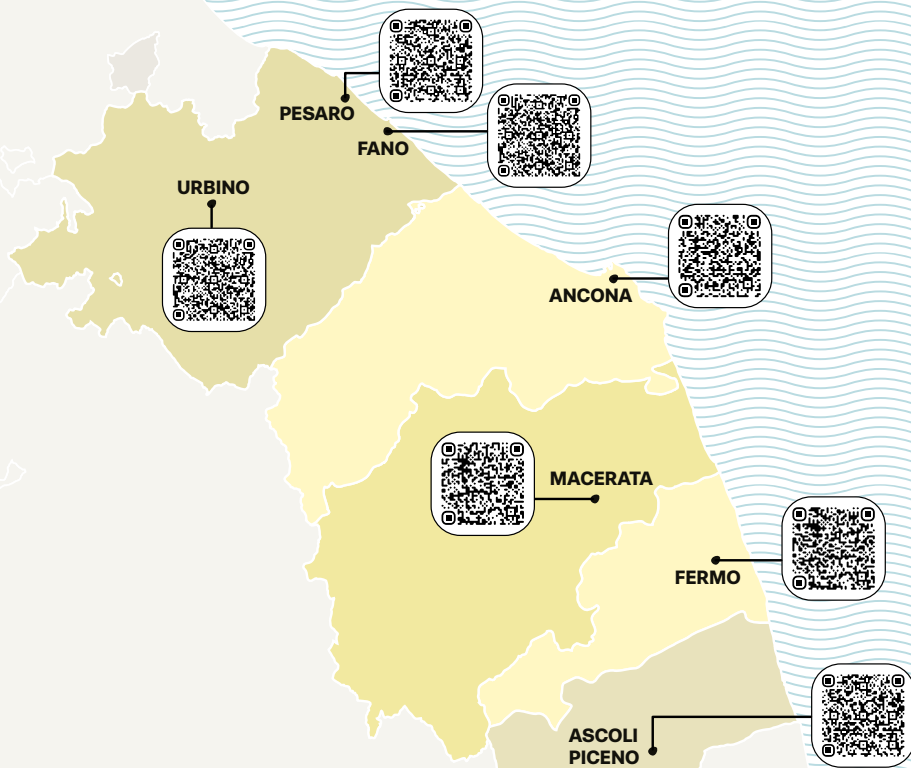 PESARO
FANO
URBINO
ANCONA
MACERATA
FERMO
ASCOLI
PICENO